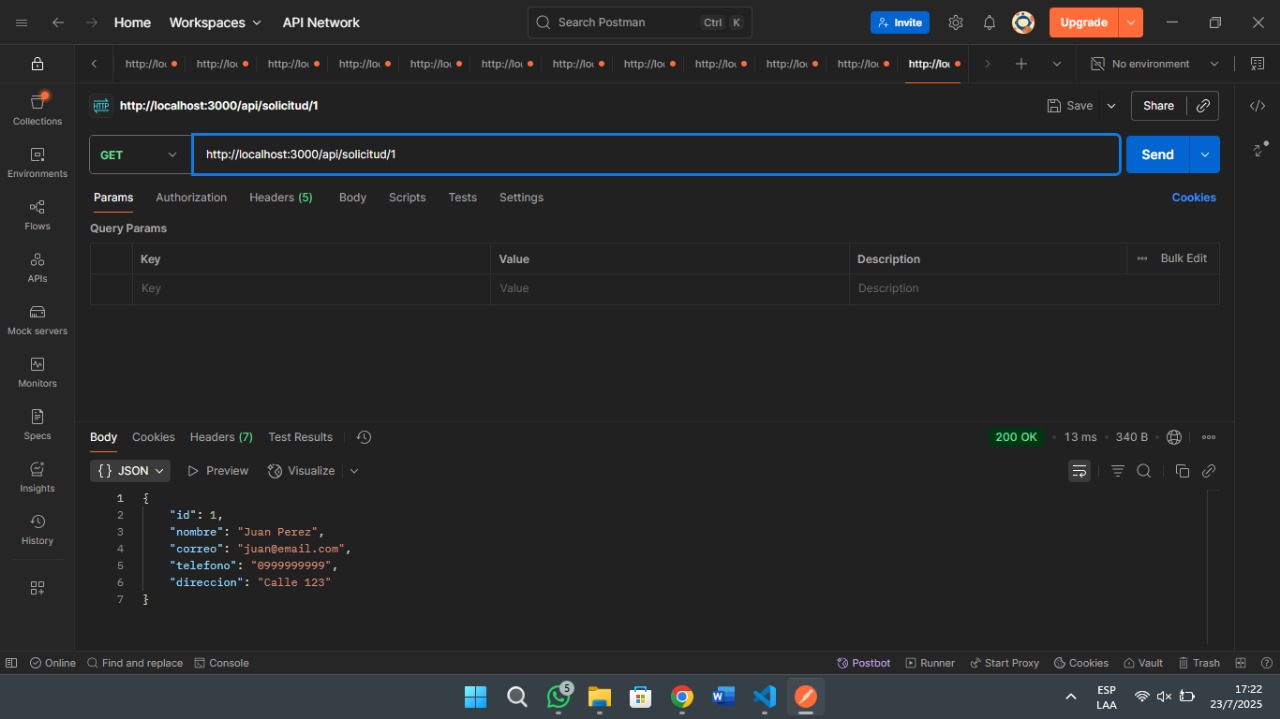 Home Workspaces API Network Search Postman Ctrl K Invite Upgrade
http://loc http://loc http://loc http://loc http://loc http://loc http://loc http://loc http://loc http://loc http://loc http://loc No environment
Collections
Environments
Flows
APIs
Mock servers
Monitors
Specs
Insights
History
HTTP http://localhost:3000/api/solicitud/1 Save Share
GET http://localhost:3000/api/solicitud/1 Send
Params Authorization Headers (5) Body Scripts Tests Settings Cookies
Query Params
Key Value Description Bulk Edit
Key Value Description
Body Cookies Headers (7) Test Results 200 OK 13 ms 340 B
{} JSON Preview Visualize
1 {
2 "id": 1,
3 "nombre": "Juan Perez",
4 "correo": "juan@email.com",
5 "telefono": "0999999999",
6 "direccion": "Calle 123"
7 }
Online Find and replace Console Postbot Runner Start Proxy Cookies Vault Trash
5 ESP 17:22
LAA 23/7/2025